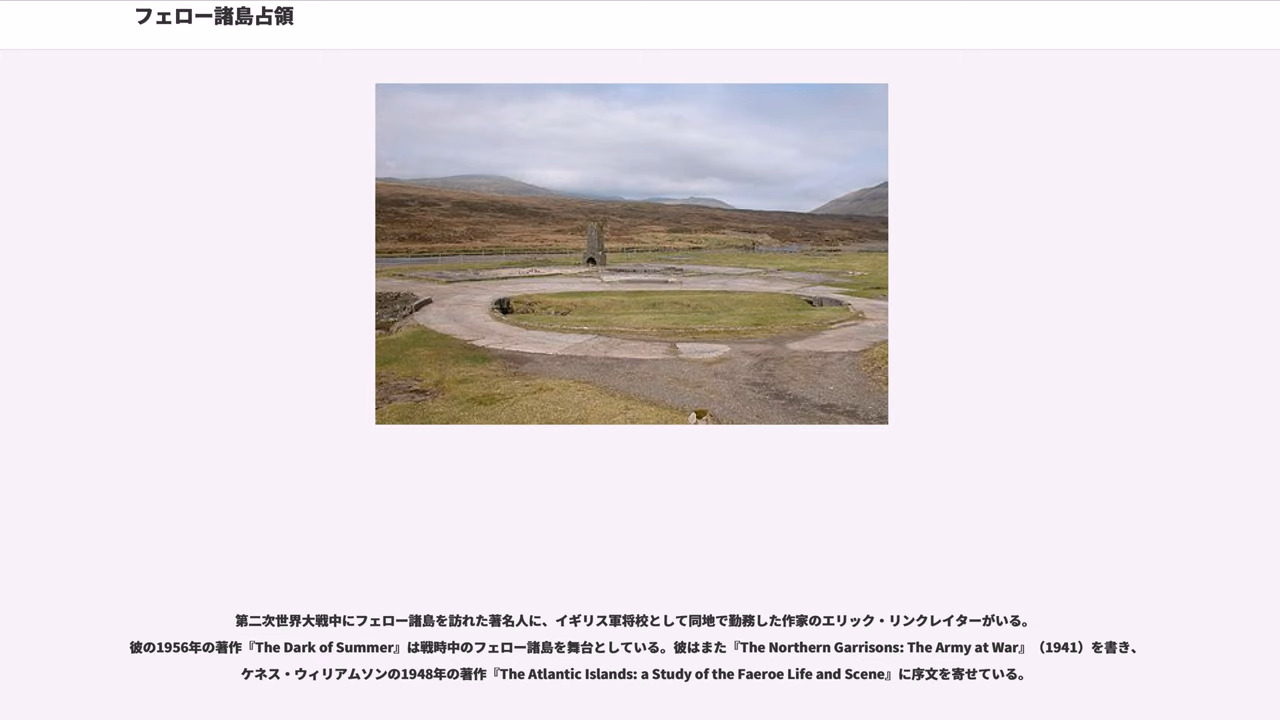 フェロー諸島占領
第二次世界大戦中にフェロー諸島を訪れた著名人に、イギリス軍将校として同地で勤務した作家のエリック・リンクレイターがいる。
彼の1956年の著作『The Dark of Summer』は戦時中のフェロー諸島を舞台としている。彼はまた『The Northern Garrisons: The Army at War』（1941）を書き、
ケネス・ウィリアムソンの1948年の著作『The Atlantic Islands: a Study of the Faeroe Life and Scene』に序文を寄せている。